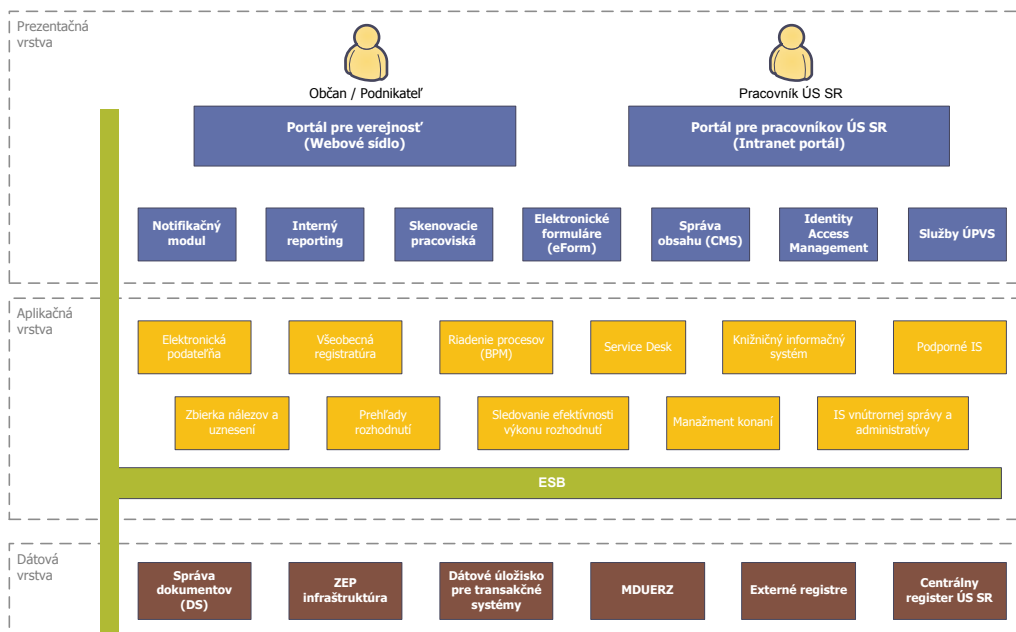 Prezentačná
vrstva
Občan / Podnikateľ
Pracovník ÚS SR
Portál pre verejnosť
(Webové sídlo)
Portál pre pracovníkov ÚS SR
(Intranet portál)
Notifikačný
modul
Interný
reporting
Skenovacie
pracoviská
Elektronické
formuláre
(eForm)
Správa
obsahu (CMS)
Identity
Access
Management
Služby ÚPVS
Aplikačná
vrstva
Elektronická
podateľňa
Všeobecná
registratúra
Riadenie procesov
(BPM)
Service Desk
Knižničný informačný
systém
Podporné IS
Zbierka nálezov a
uznesení
Prehľady
rozhodnutí
Sledovanie efektívnosti
výkonu rozhodnutí
Manažment konaní
IS vnútrornej správy a
administratívy
ESB
Dátová
vrstva
Správa
dokumentov
(DS)
ZEP
infraštruktúra
Dátové úložisko
pre transakčné
systémy
MDUERZ
Externé registre
Centrálny
register ÚS SR